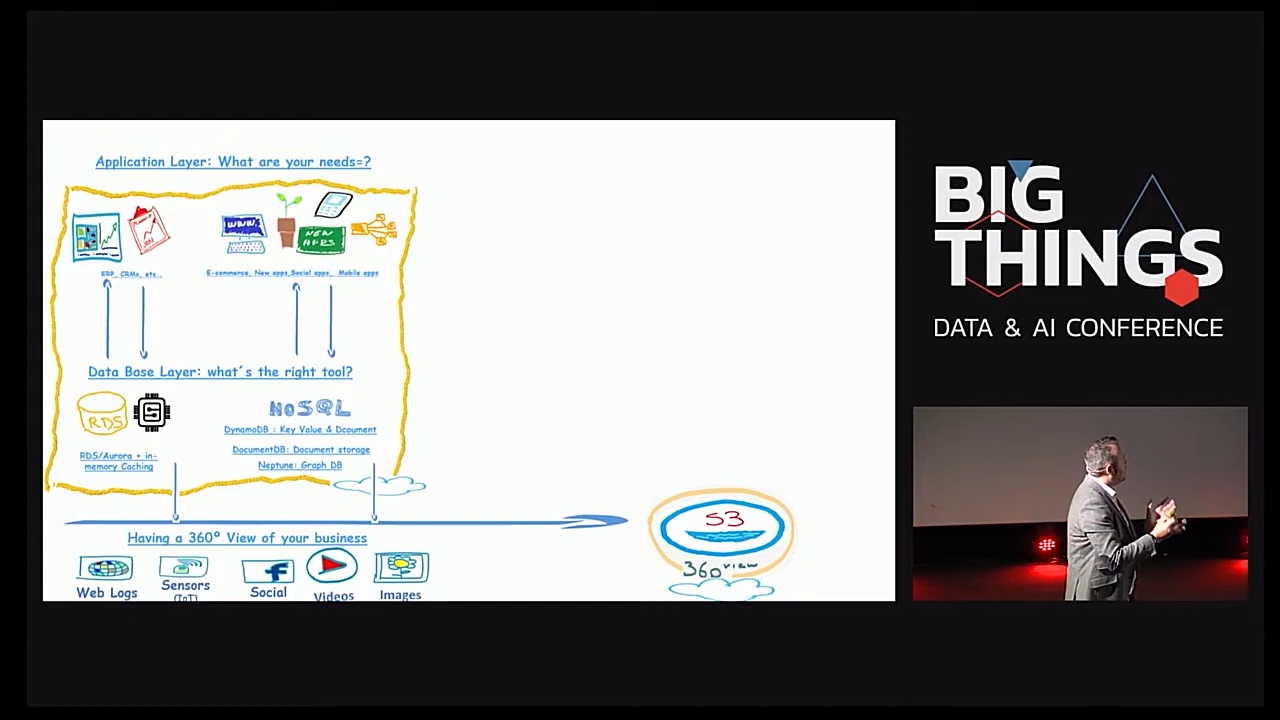 Application Layer: What are your needs=?
WWW
NEW
APPS
ERP, CRMs, etc..
E-commerce, New apps,Social apps, Mobile apps
Data Base Layer: what´s the right tool?
RDS
NoSQL
DynamoDB : Key Value & Dcoument
DocumentDB: Document storage
Neptune: Graph DB
RDS/Aurora + in-
memory Caching
Having a 360º View of your business
Web Logs
Sensors
(IoT)
Social
Videos
Images
S3
360 VIEW
BIG
THINGS
DATA & AI CONFERENCE